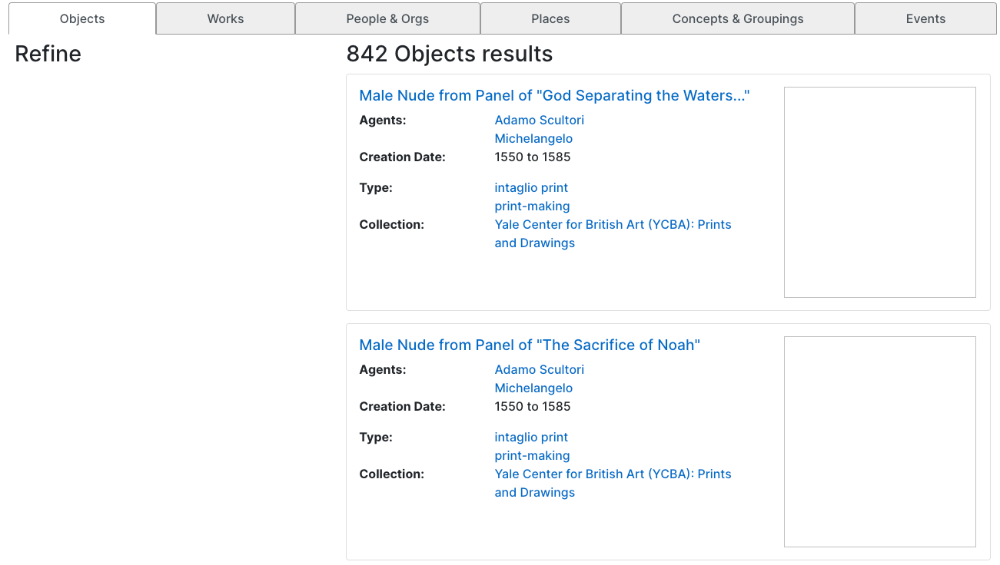 Objects
Works
People & Orgs
Places
Concepts & Groupings
Events
Refine
842 Objects results
Male Nude from Panel of "God Separating the Waters..."
Agents:
Adamo Scultori
Michelangelo
Creation Date:
1550 to 1585
Type:
intaglio print
print-making
Collection:
Yale Center for British Art (YCBA): Prints
and Drawings
Male Nude from Panel of "The Sacrifice of Noah"
Agents:
Adamo Scultori
Michelangelo
Creation Date:
1550 to 1585
Type:
intaglio print
print-making
Collection:
Yale Center for British Art (YCBA): Prints
and Drawings